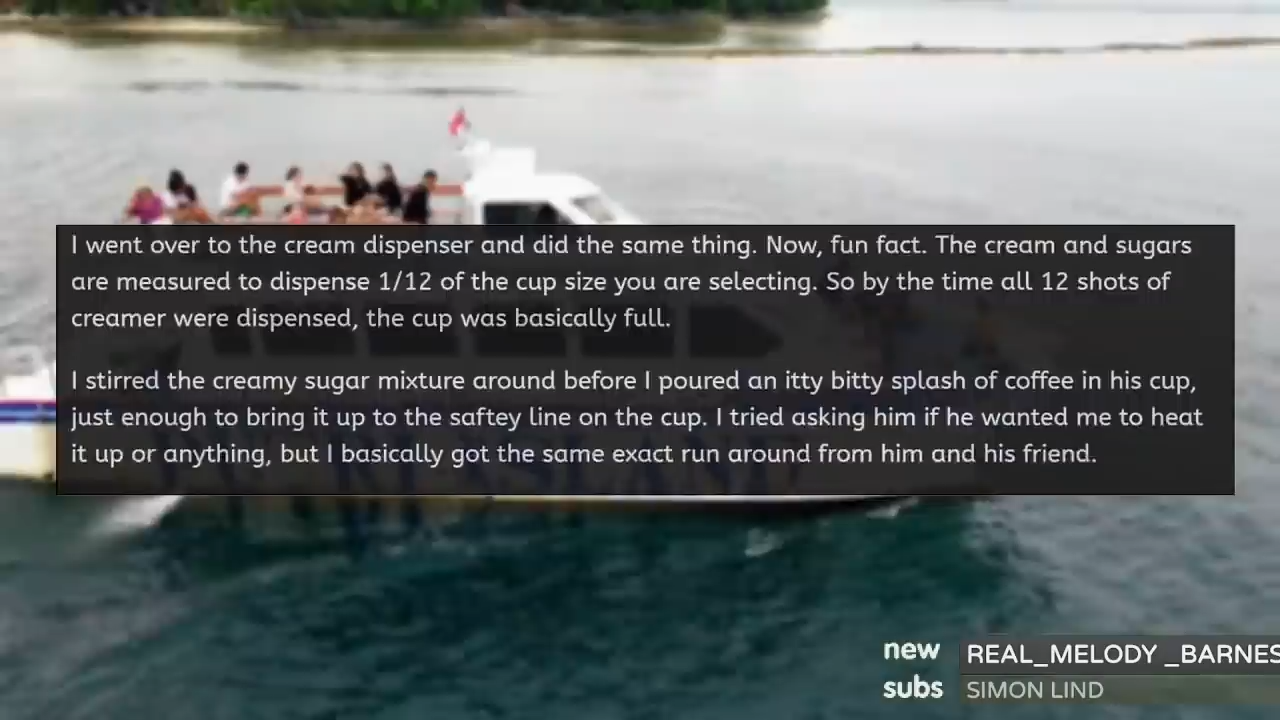 I went over to the cream dispenser and did the same thing. Now, fun fact. The cream and sugars
are measured to dispense 1/12 of the cup size you are selecting. So by the time all 12 shots of
creamer were dispensed, the cup was basically full.
I stirred the creamy sugar mixture around before I poured an itty bitty splash of coffee in his cup,
just enough to bring it up to the saftey line on the cup. I tried asking him if he wanted me to heat
it up or anything, but I basically got the same exact run around from him and his friend.
new REAL_MELODY _BARNES
subs SIMON LIND